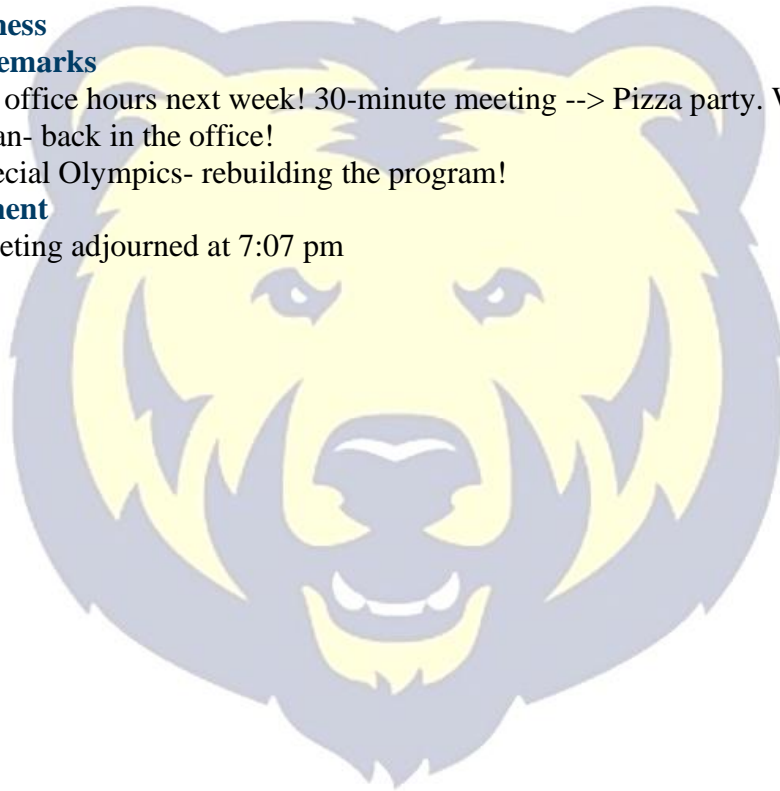 ness
emarks
office hours next week! 30-minute meeting --> Pizza party.
an- back in the office!
ecial Olympics- rebuilding the program!
ment
eting adjourned at 7:07 pm